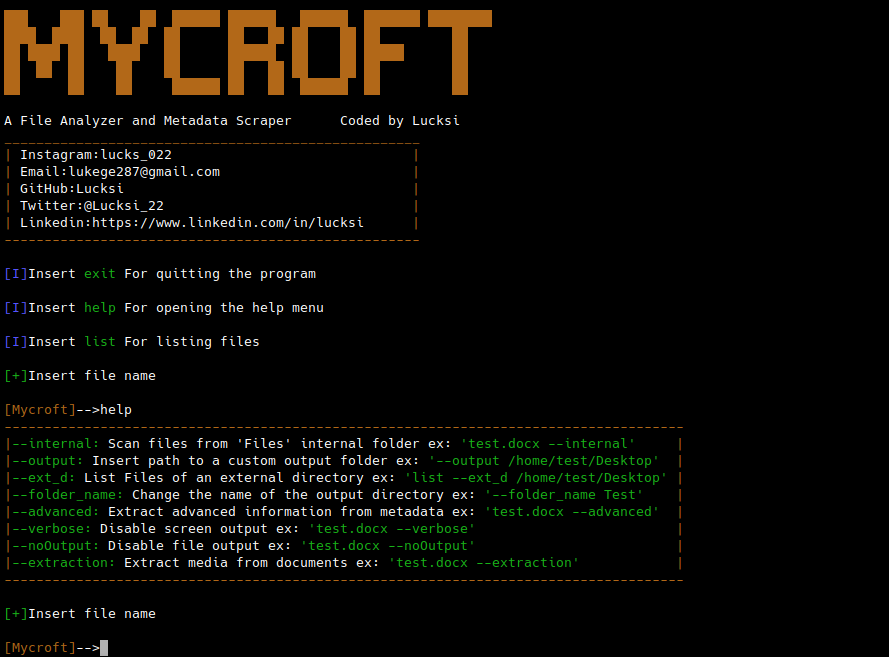 MYCROFT
A File Analyzer and Metadata Scraper      Coded by Lucksi
----------------------------------------------------
| Instagram:lucks_022                              |
| Email:lukege287@gmail.com                        |
| GitHub:Lucksi                                    |
| Twitter:@Lucksi_22                               |
| Linkedin:https://www.linkedin.com/in/lucksi      |
----------------------------------------------------
[I]Insert exit For quitting the program
[I]Insert help For opening the help menu
[I]Insert list For listing files
[+]Insert file name
[Mycroft]-->help
-------------------------------------------------------------------------------------
|--internal: Scan files from 'Files' internal folder ex: 'test.docx --internal'     |
|--output: Insert path to a custom output folder ex: '--output /home/test/Desktop'  |
|--ext_d: List Files of an external directory ex: 'list --ext_d /home/test/Desktop' |
|--folder_name: Change the name of the output directory ex: '--folder_name Test'    |
|--advanced: Extract advanced information from metadata ex: 'test.docx --advanced'  |
|--verbose: Disable screen output ex: 'test.docx --verbose'                         |
|--noOutput: Disable file output ex: 'test.docx --noOutput'                         |
|--extraction: Extract media from documents ex: 'test.docx --extraction'            |
-------------------------------------------------------------------------------------
[+]Insert file name
[Mycroft]-->